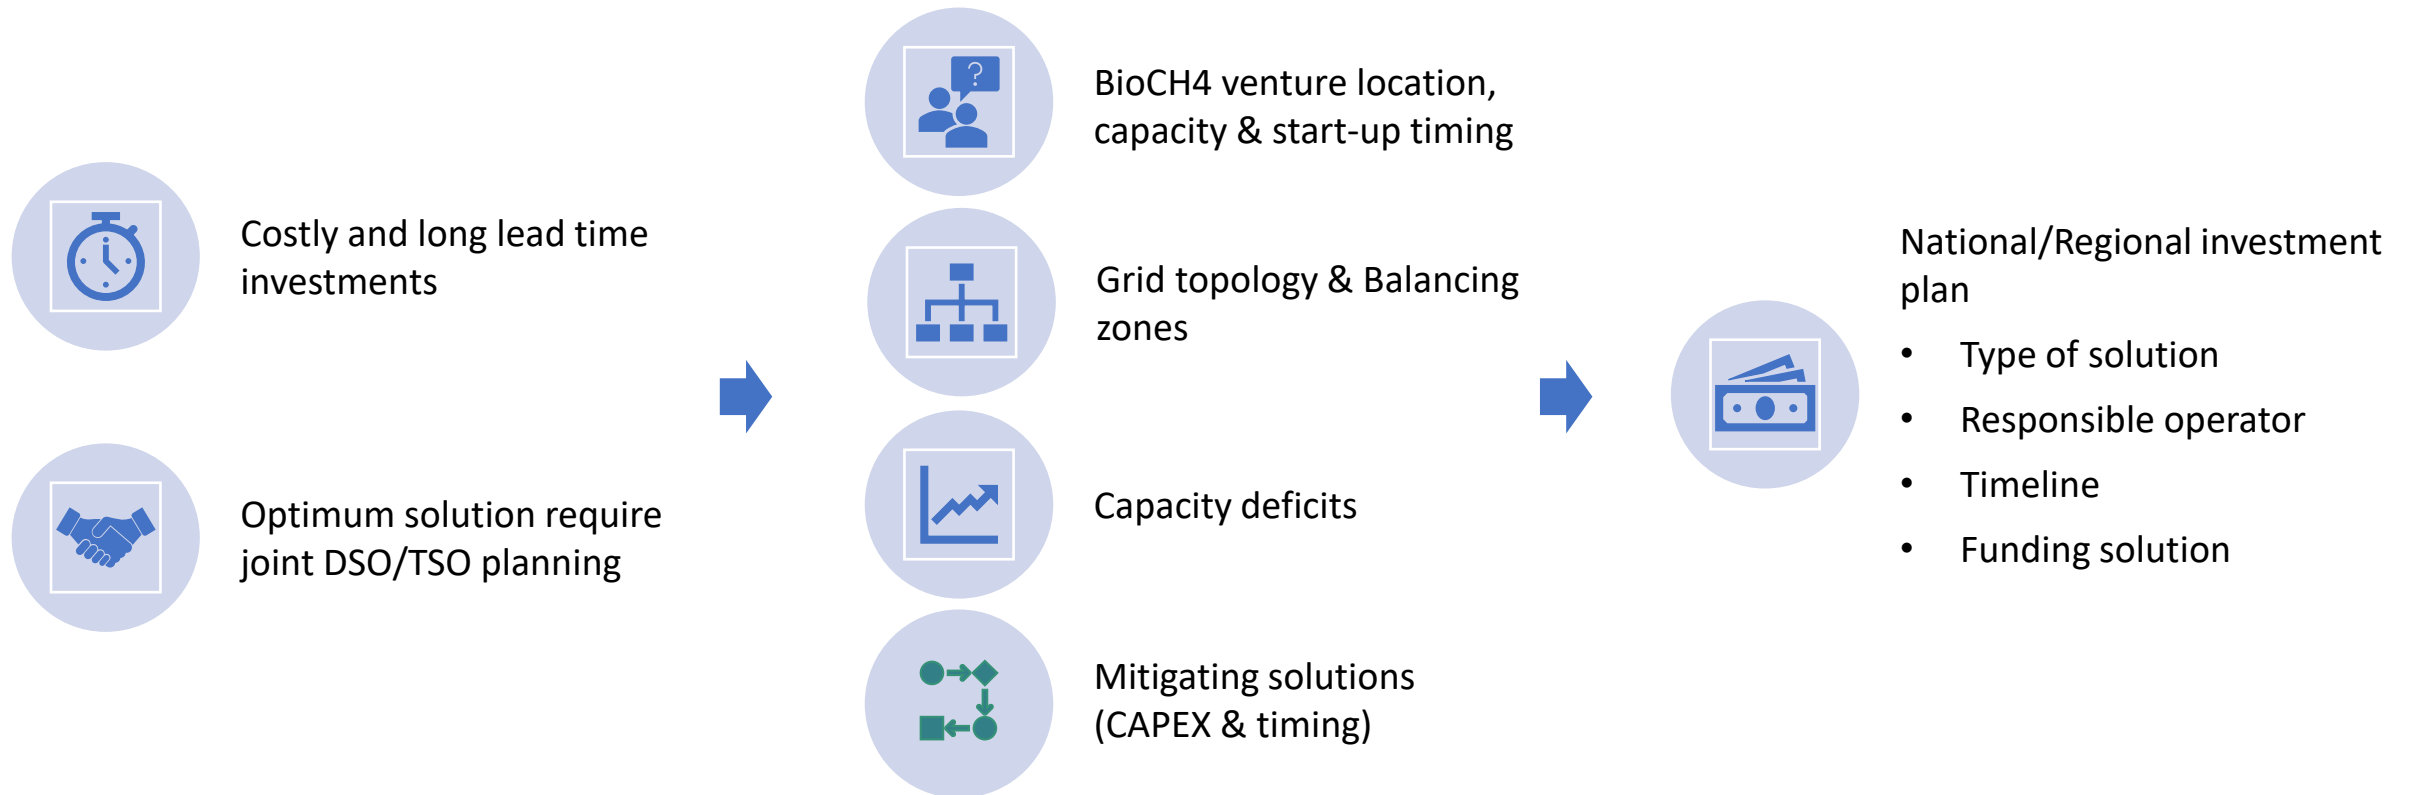 Costly and long lead time
investments
Optimum solution require
joint DSO/TSO planning
?
BioCH4 venture location,
capacity & start-up timing
Grid topology & Balancing
zones
Capacity deficits
Mitigating solutions
(CAPEX & timing)
National/Regional investment
plan
• Type of solution
• Responsible operator
• Timeline
• Funding solution